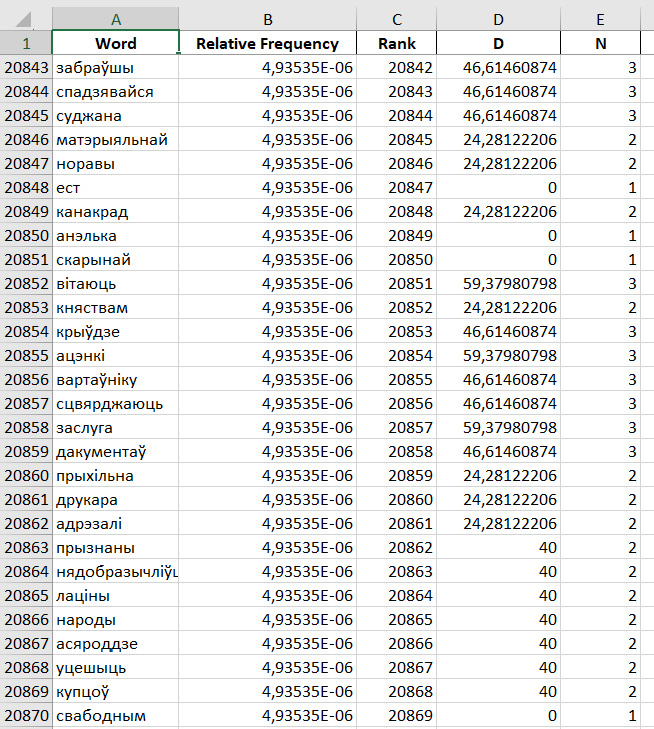 A B C D E
1 Word Relative Frequency Rank D N
20843 забраўшы 4,93535E-06 20842 46,61460874 3
20844 спадзявайся 4,93535E-06 20843 46,61460874 3
20845 суджана 4,93535E-06 20844 46,61460874 3
20846 матэрыяльнай 4,93535E-06 20845 24,28122206 2
20847 норавы 4,93535E-06 20846 24,28122206 2
20848 ест 4,93535E-06 20847 0 1
20849 канакрад 4,93535E-06 20848 24,28122206 2
20850 анэлька 4,93535E-06 20849 0 1
20851 скарынай 4,93535E-06 20850 0 1
20852 вітаюць 4,93535E-06 20851 59,37980798 3
20853 княствам 4,93535E-06 20852 24,28122206 2
20854 крыўдзе 4,93535E-06 20853 46,61460874 3
20855 ацэнкі 4,93535E-06 20854 59,37980798 3
20856 вартаўніку 4,93535E-06 20855 46,61460874 3
20857 сцвярджаюць 4,93535E-06 20856 46,61460874 3
20858 заслуга 4,93535E-06 20857 59,37980798 3
20859 дакументаў 4,93535E-06 20858 46,61460874 3
20860 прыхільна 4,93535E-06 20859 24,28122206 2
20861 друкара 4,93535E-06 20860 24,28122206 2
20862 адрэзалі 4,93535E-06 20861 24,28122206 2
20863 прызнаны 4,93535E-06 20862 40 2
20864 4,93535E-06 20863 40 2
20865 лаціны 4,93535E-06 20864 40 2
20866 народы 4,93535E-06 20865 40 2
20867 асяроддзе 4,93535E-06 20866 40 2
20868 уцешыць 4,93535E-06 20867 40 2
20869 купцоў 4,93535E-06 20868 40 2
20870 свабодным 4,93535E-06 20869 0 1